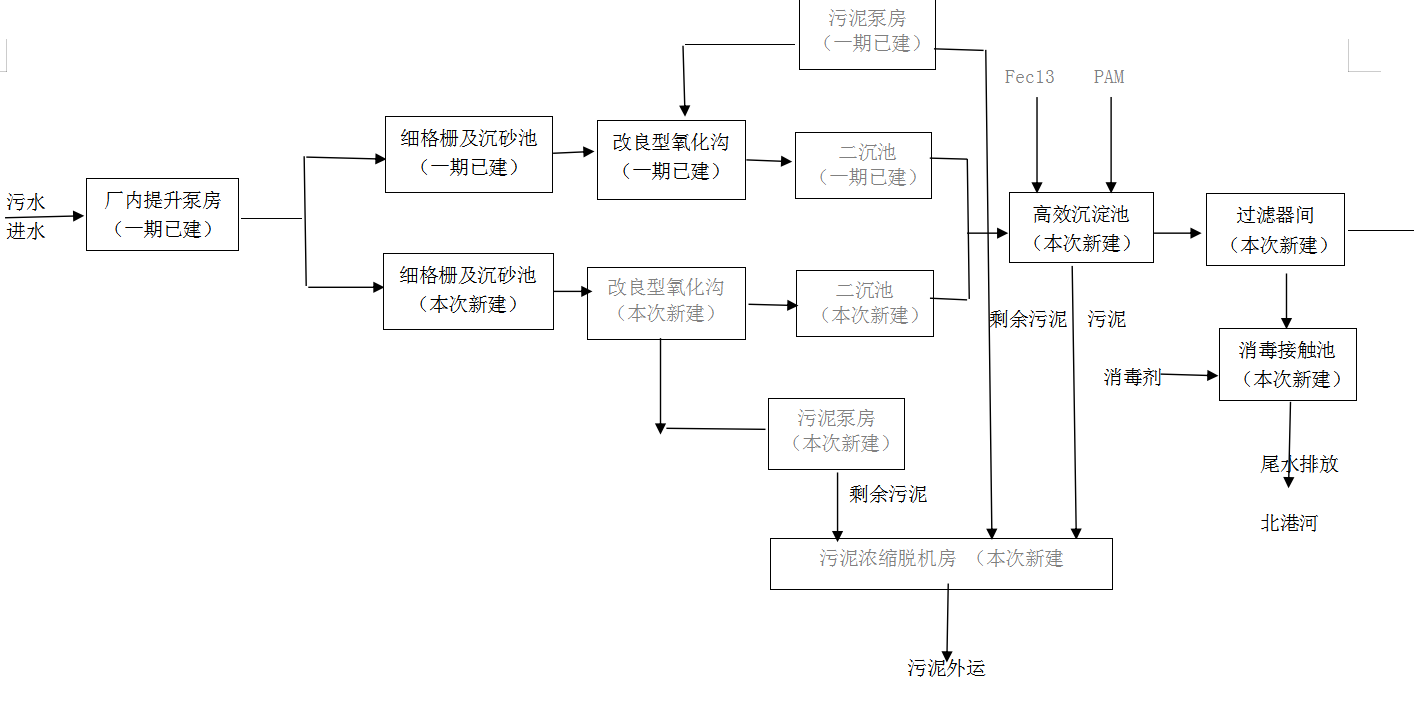 污泥泵房
（一期已建）
Fecl3
PAM
细格栅及沉砂池
（一期已建）
改良型氧化沟
（一期已建）
二沉池
（一期已建）
污水
进水
厂内提升泵房
（一期已建）
高效沉淀池
（本次新建）
过滤器间
（本次新建）
细格栅及沉砂池
（本次新建）
改良型氧化沟
（本次新建）
二沉池
（本次新建）
剩余污泥
污泥
消毒接触池
（本次新建）
消毒剂
污泥泵房
（本次新建）
尾水排放
剩余污泥
北港河
污泥浓缩脱机房 （本次新建
污泥外运